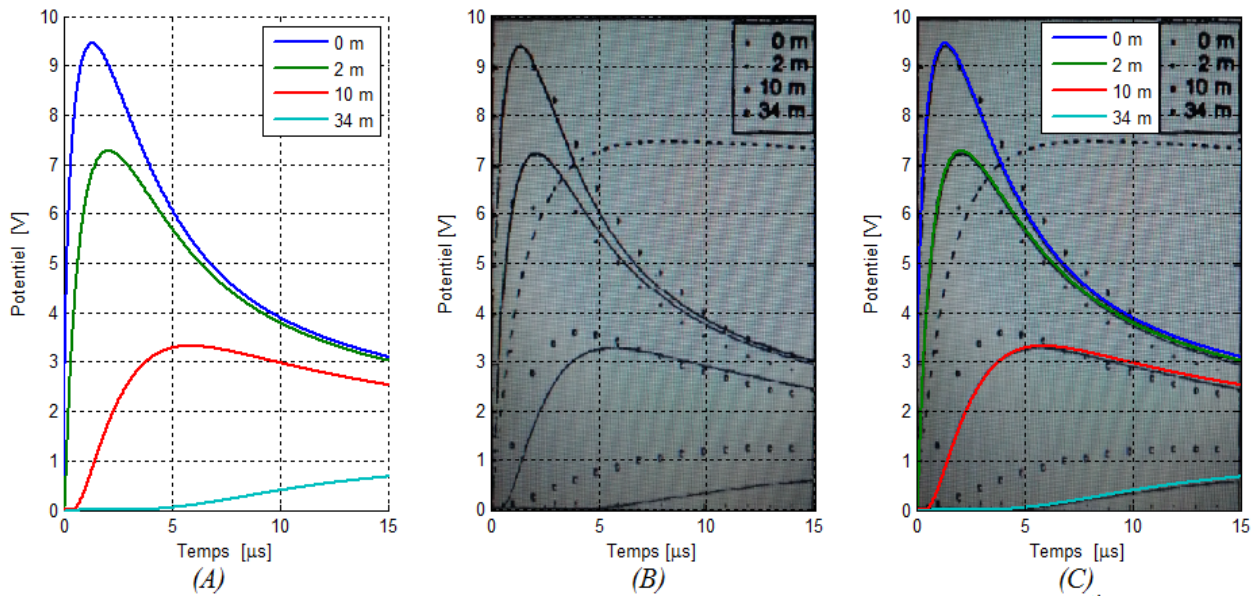 10
9
8
7
6
5
4
3
2
1
0
0 m
2 m
10 m
34 m
Potentiel [V]
0 5 10 15
Temps [µs]
(A)
10
9
8
7
6
5
4
3
2
1
0
0 m
2 m
10 m
34 m
Potentiel [V]
0 5 10 15
Temps [µs]
(B)
10
9
8
7
6
5
4
3
2
1
0
0 m 0 m
2 m 2 m
10 m 10 m
34 m 34 m
Potentiel [V]
0 5 10 15
Temps [µs]
(C)